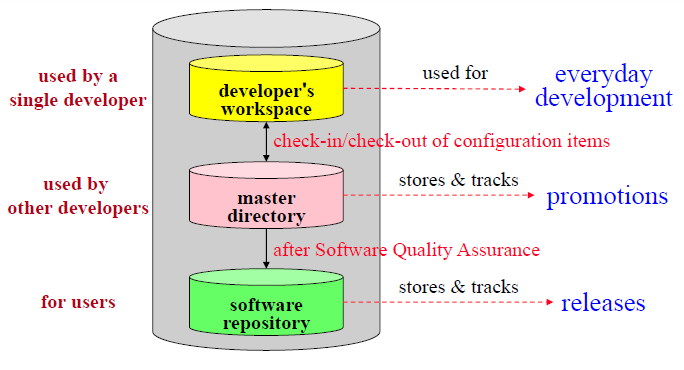 used by a
single developer
developer's
workspace
used for
everyday
development
check-in/check-out of configuration items
used by
other developers
master
directory
stores & tracks
promotions
after Software Quality Assurance
for users
software
repository
stores & tracks
releases